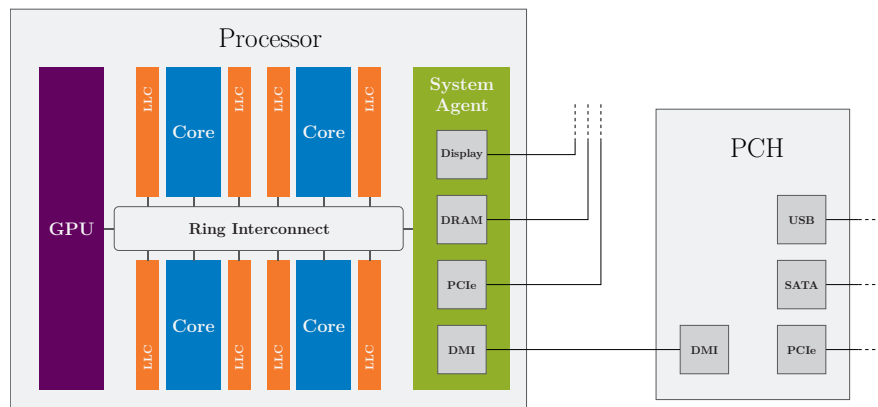 Processor
GPU
LLC
Core
LLC
LLC
Core
LLC
System
Agent
Display
DRAM
PCIe
DMI
Ring Interconnect
LLC
Core
LLC
LLC
Core
LLC
PCH
USB
SATA
DMI
PCIe